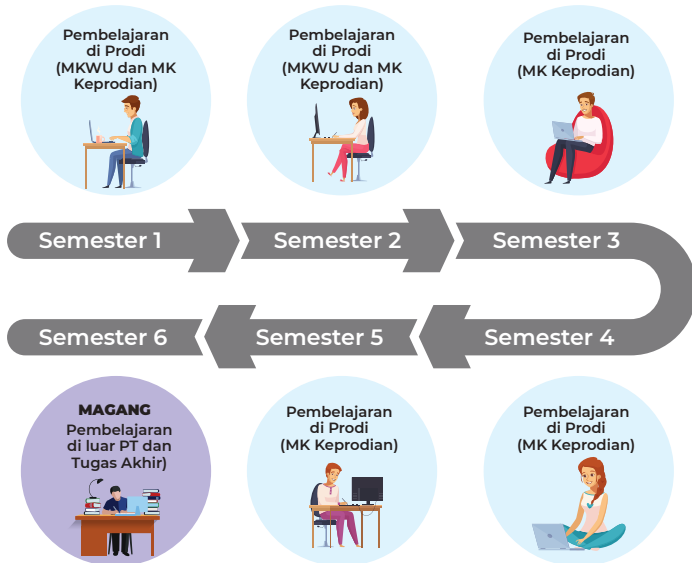 Pembelajaran
di Prodi
(MKWU dan MK
Keprodian)
Pembelajaran
di Prodi
(MKWU dan MK
Keprodian)
Pembelajaran
di Prodi
(MK Keprodian)
Semester 1
Semester 2
Semester 3
Semester 6
Semester 5
Semester 4
MAGANG
Pembelajaran
di luar PT dan
Tugas Akhir)
Pembelajaran
di Prodi
(MK Keprodian)
Pembelajaran
di Prodi
(MK Keprodian)